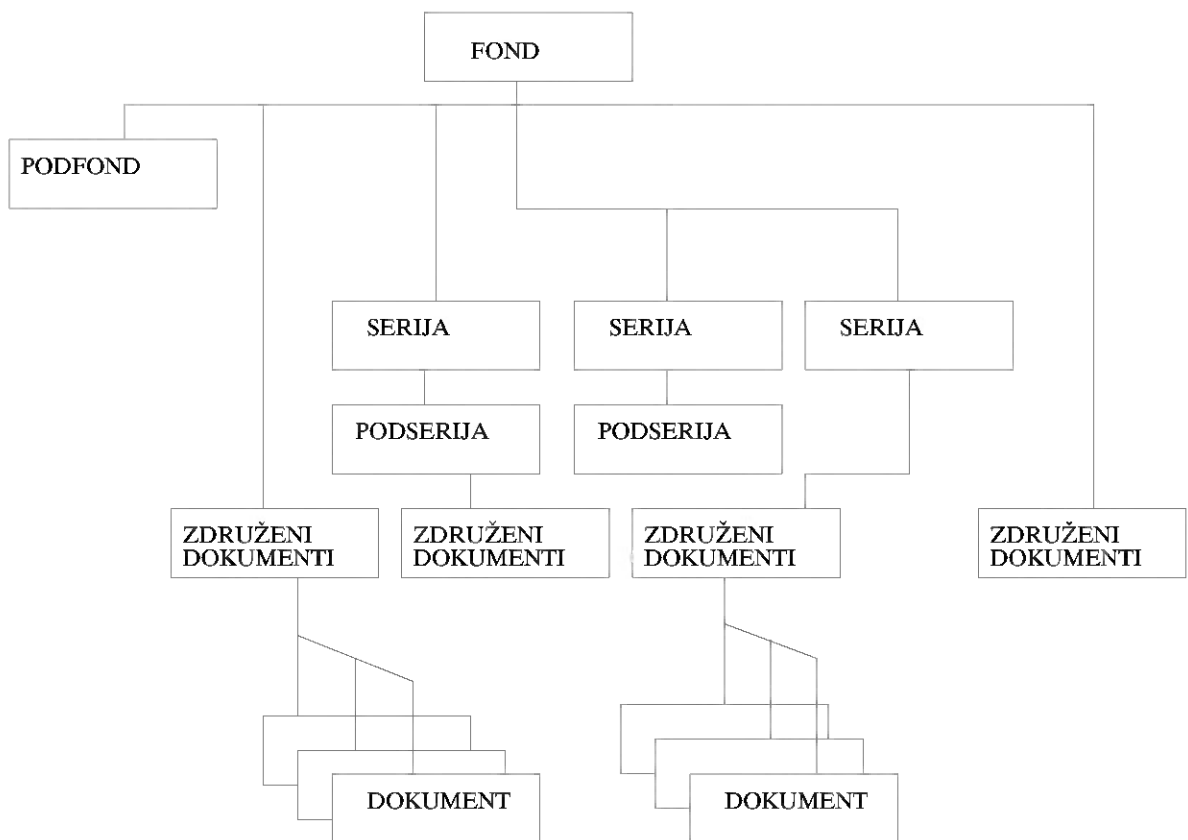 FOND
PODFOND
SERIJA
SERIJA
SERIJA
PODSERIJA
PODSERIJA
ZDRUŽENI
DOKUMENTI
ZDRUŽENI
DOKUMENTI
ZDRUŽENI
DOKUMENTI
ZDRUŽENI
DOKUMENTI
DOKUMENT
DOKUMENT